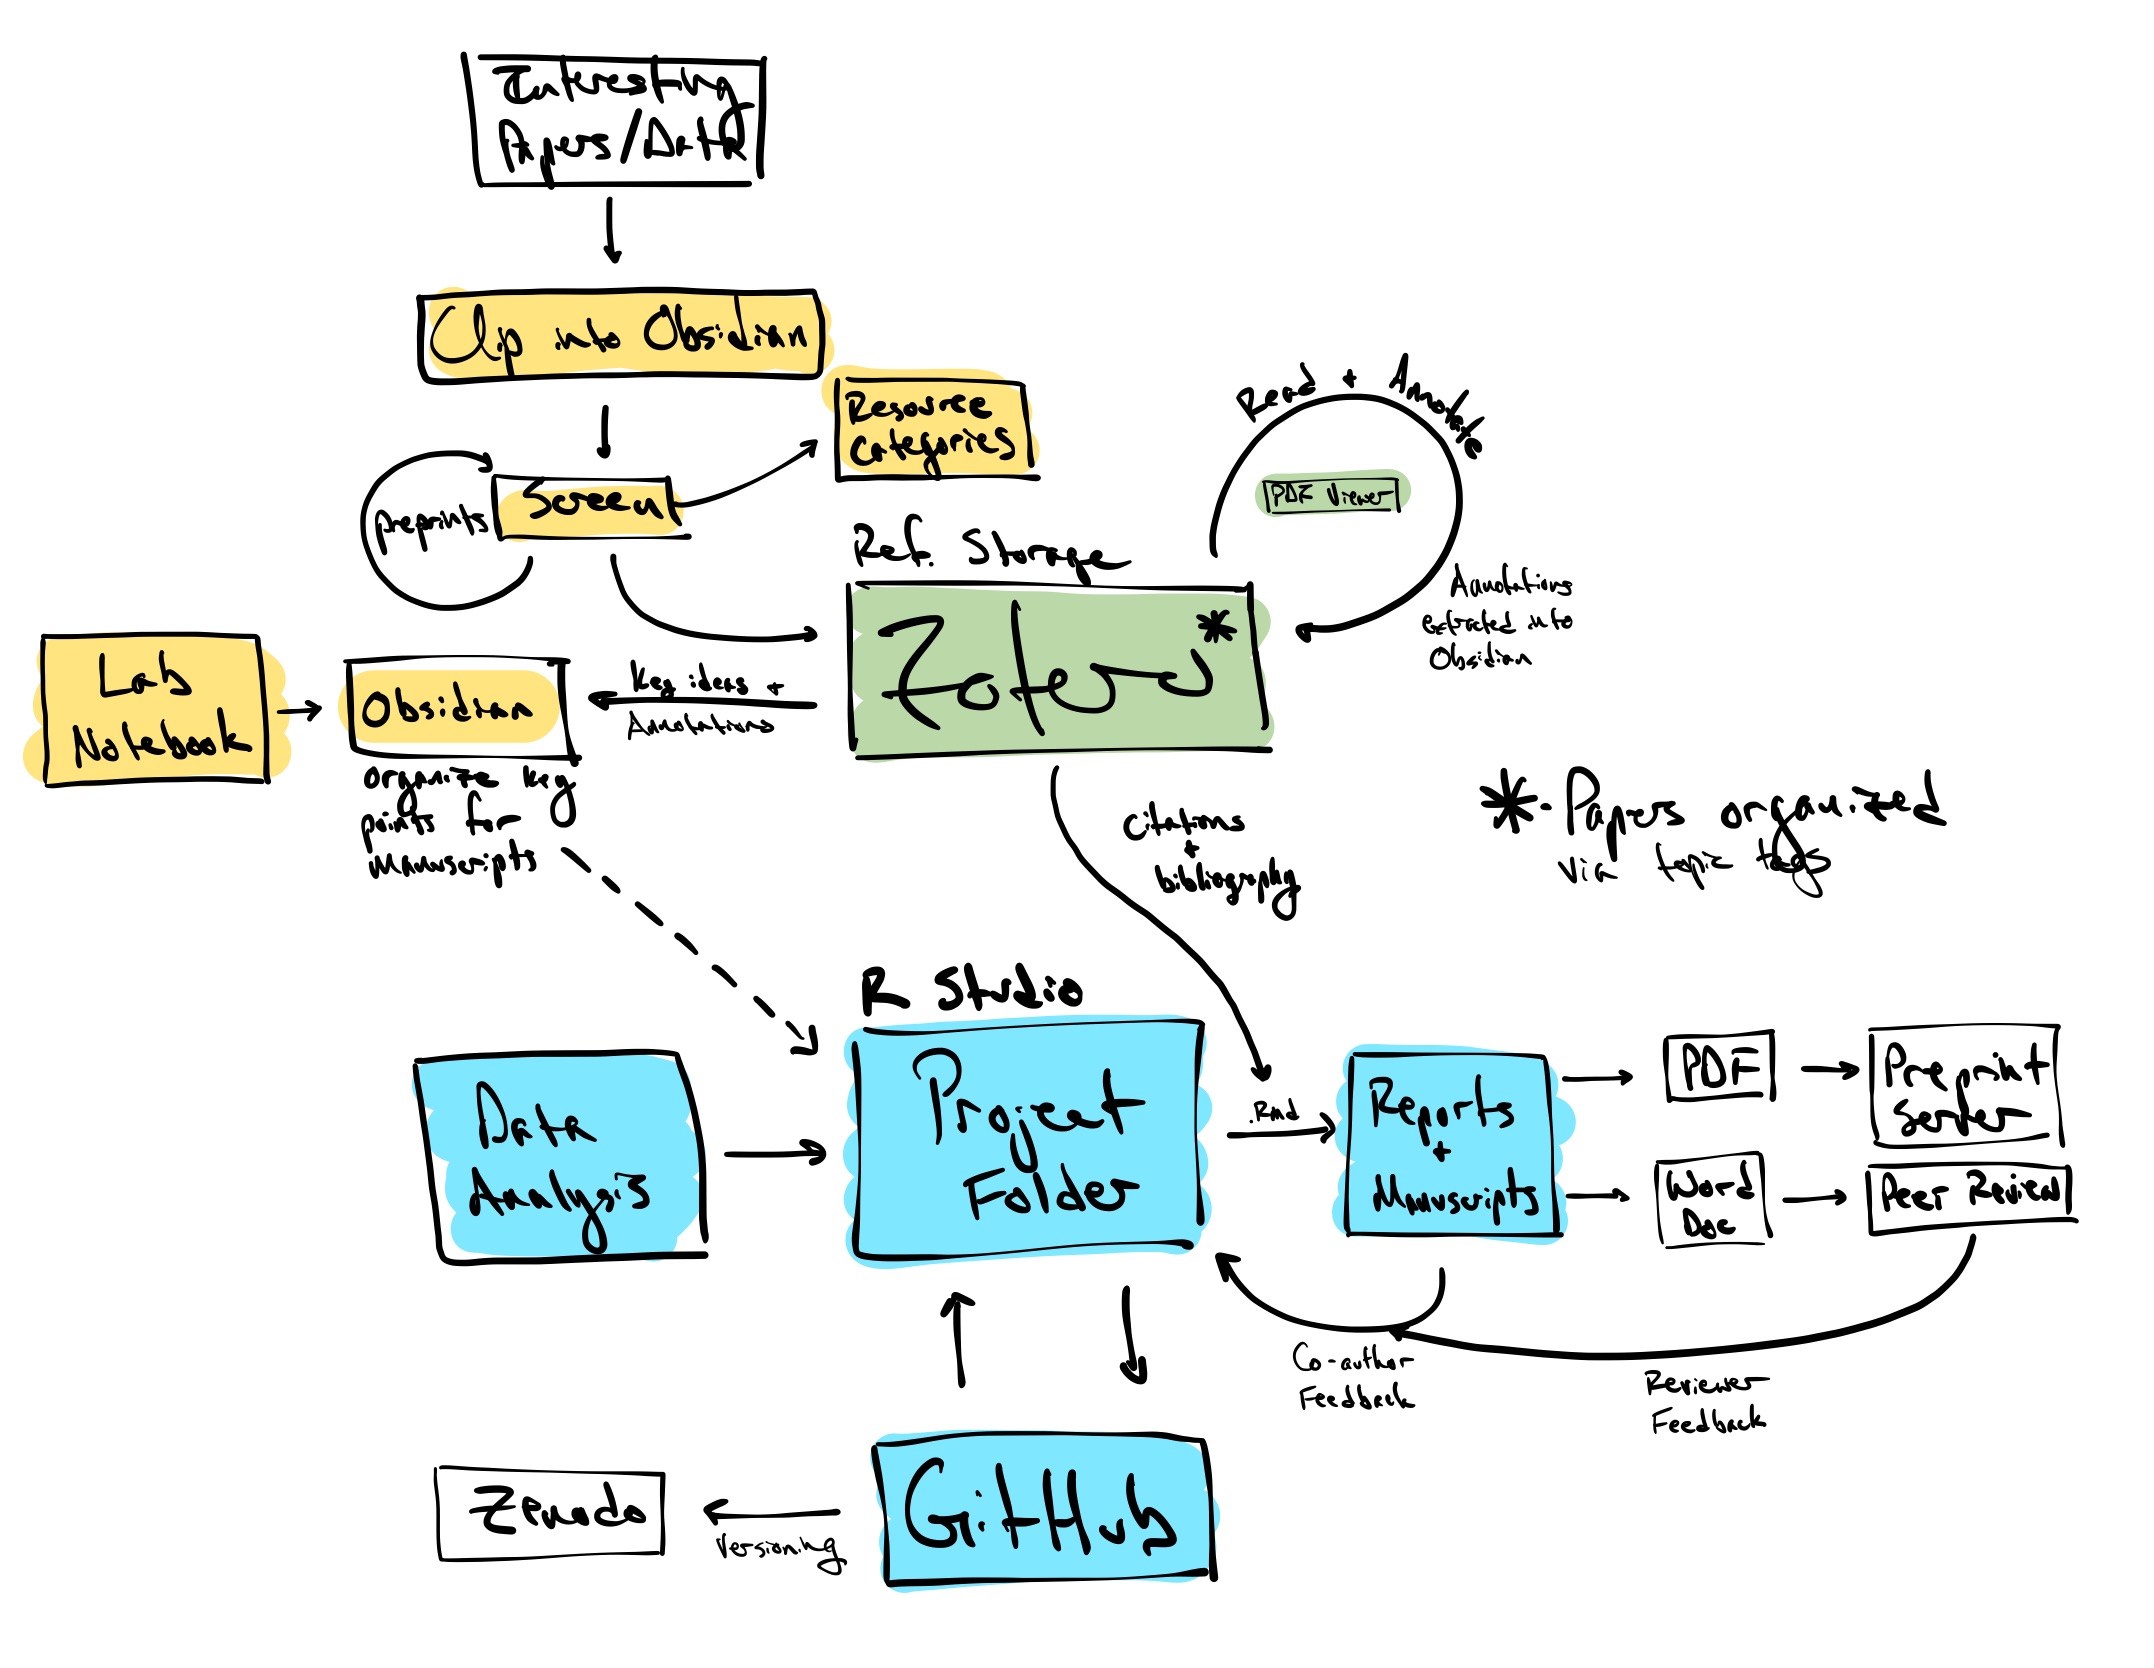 Interesting
Papers/Data
Clip into Obsidian
Resource
Categories
preprints
Screen
Read + Annotate
PDF Viewer
Annotations
extracted into
Obsidian
Ref. Storage
Zotero*
Lab
Notebook
Obsidian
Key ideas +
Annotations
organize key
points for
manuscripts
citations
+
bibliography
*- Papers organized
via topic tags
R Studio
Data
Analysis
Project
Folder
.Rmd
Reports
+
Manuscripts
PDF
Preprint
Server
Word
Doc
Peer Review
Co-author
Feedback
Reviewer
Feedback
Zenodo
Versioning
GitHub